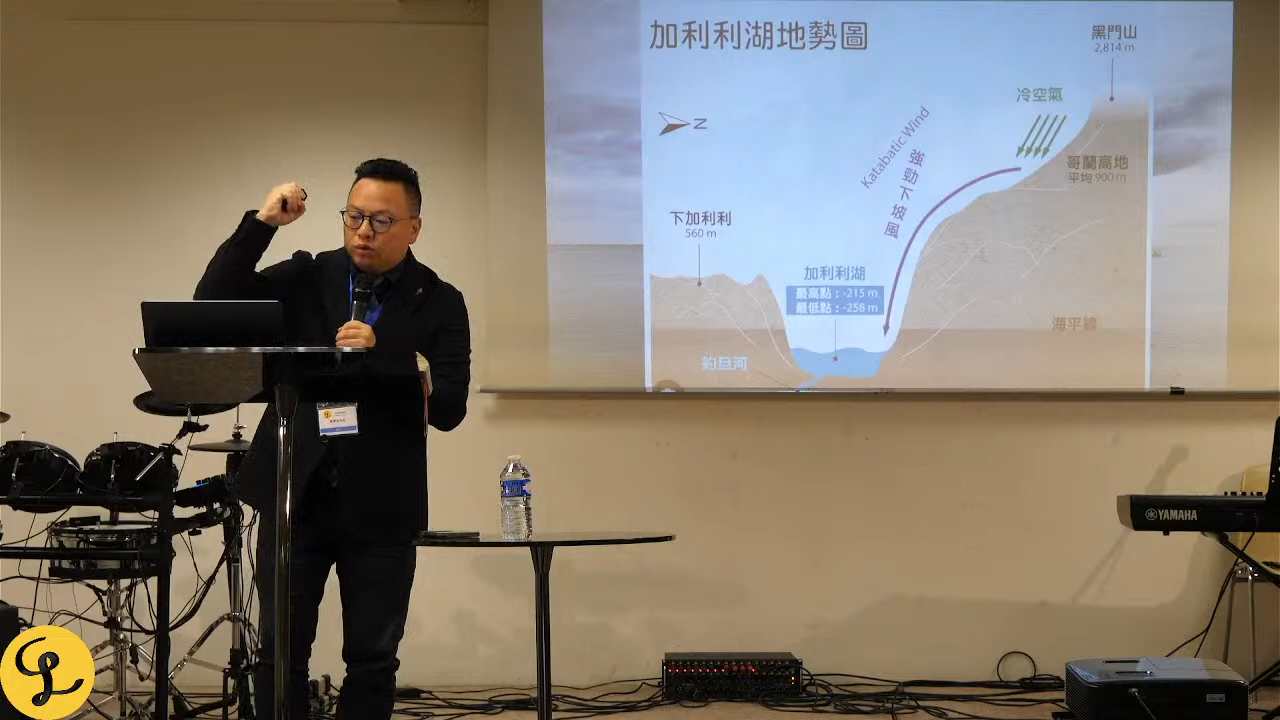 加利利湖地勢圖
黑門山
2,814 m
冷空氣
N
Katabatic Wind
強勁下坡風
哥蘭高地
平均 900 m
下加利利
560 m
加利利湖
最高點：-215 m
最低點：-258 m
海平線
約旦河
YAMAHA